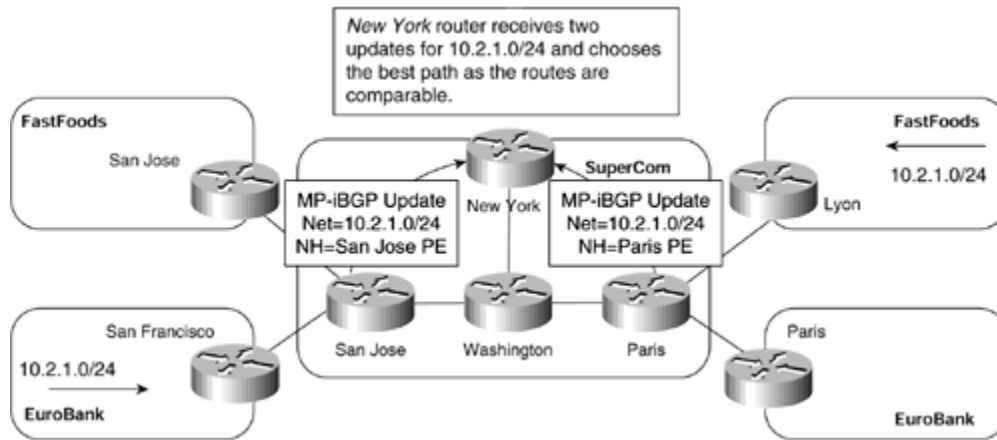 New York router receives two
updates for 10.2.1.0/24 and chooses
the best path as the routes are
comparable.
FastFoods
San Jose
FastFoods
10.2.1.0/24
Lyon
SuperCom
New York
MP-iBGP Update
Net=10.2.1.0/24
NH=San Jose PE
MP-iBGP Update
Net=10.2.1.0/24
NH=Paris PE
San Jose
Washington
Paris
San Francisco
10.2.1.0/24
EuroBank
Paris
EuroBank